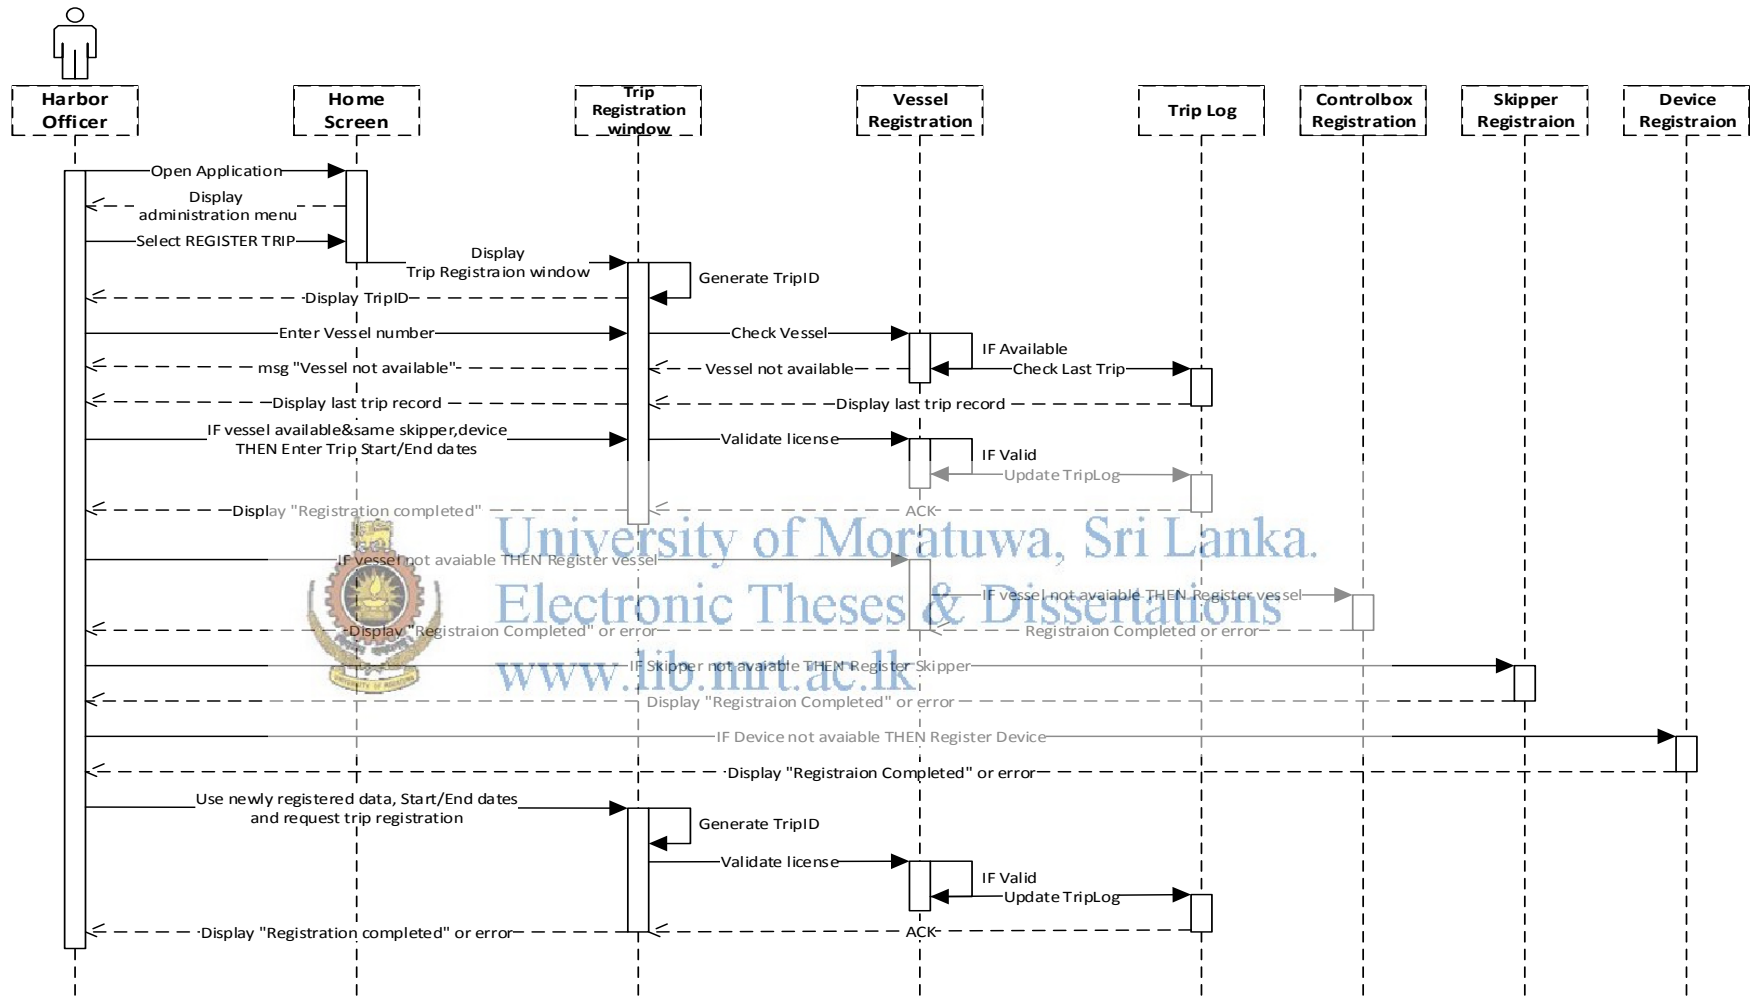 Harbor
Officer
Home
Screen
Trip
Registration
window
Vessel
Registration
Trip Log
Controlbox
Registration
Skipper
Registraion
Device
Registraion
Open Application
Display
administration menu
Select REGISTER TRIP
Display
Trip Registraion window
Generate TripID
Display TripID
Enter Vessel number
Check Vessel
IF Available
msg "Vessel not available"
Vessel not available
Check Last Trip
Display last trip record
Display last trip record
IF vessel available&same skipper,device
THEN Enter Trip Start/End dates
Validate license
IF Valid
Update TripLog
Display "Registration completed"
ACK
University of Moratuwa, Sri Lanka.
IF vessel not avaiable THEN Register vessel
Electronic Theses & Dissertations
IF vessel not avaiable THEN Register vessel
Display "Registraion Completed" or error
Registraion Completed or error
www.lib.mrt.ac.lk
IF Skipper not avaiable THEN Register Skipper
UNIVERSITY OF MORATUWA
Display "Registraion Completed" or error
IF Device not avaiable THEN Register Device
Display "Registraion Completed" or error
Use newly registered data, Start/End dates
and request trip registration
Generate TripID
Validate license
IF Valid
Update TripLog
Display "Registration completed" or error
ACK